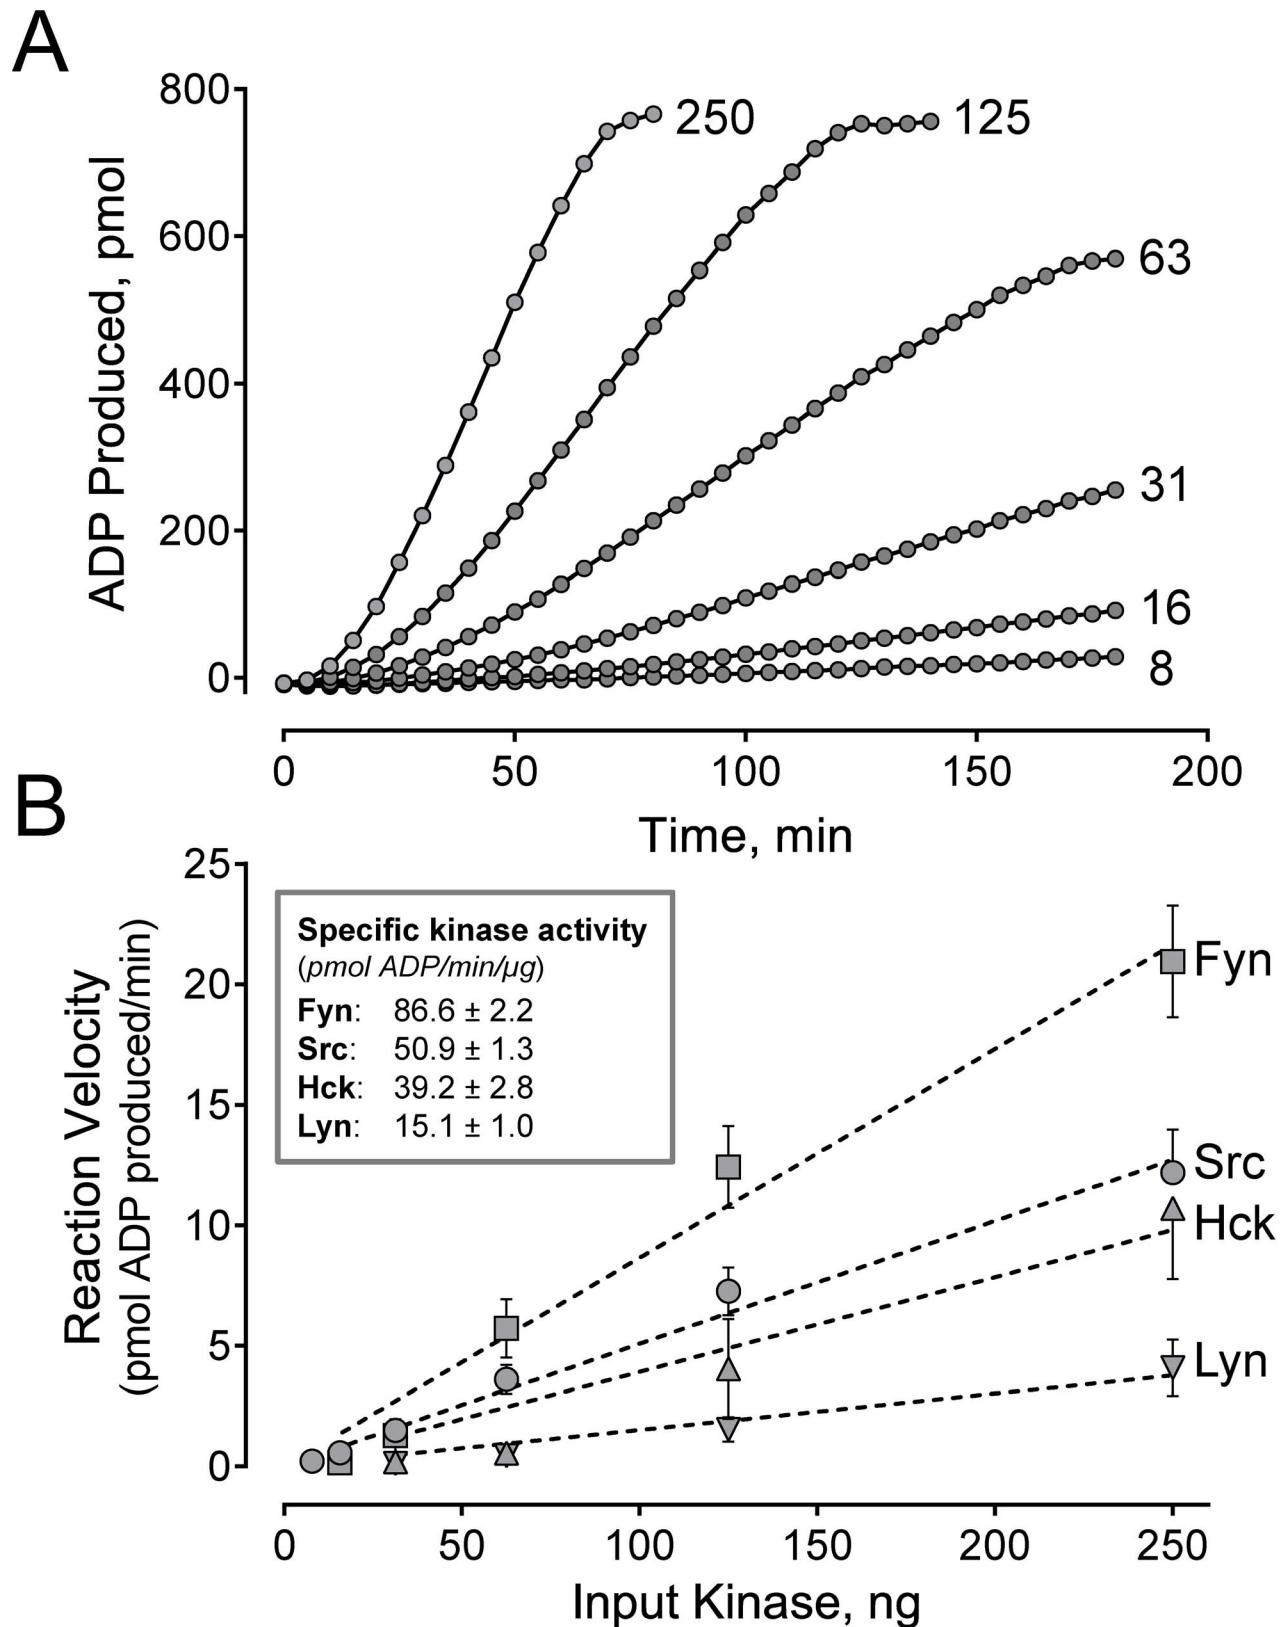 A
800
600
400
200
0
ADP Produced, pmol
250
125
63
31
16
8
0 50 100 150 200
Time, min
B
25
20
15
10
5
0
Reaction Velocity
(pmol ADP produced/min)
Specific kinase activity
(pmol ADP/min/µg)
Fyn: 86.6 ± 2.2
Src: 50.9 ± 1.3
Hck: 39.2 ± 2.8
Lyn: 15.1 ± 1.0
Fyn
Src
Hck
Lyn
0 50 100 150 200 250
Input Kinase, ng